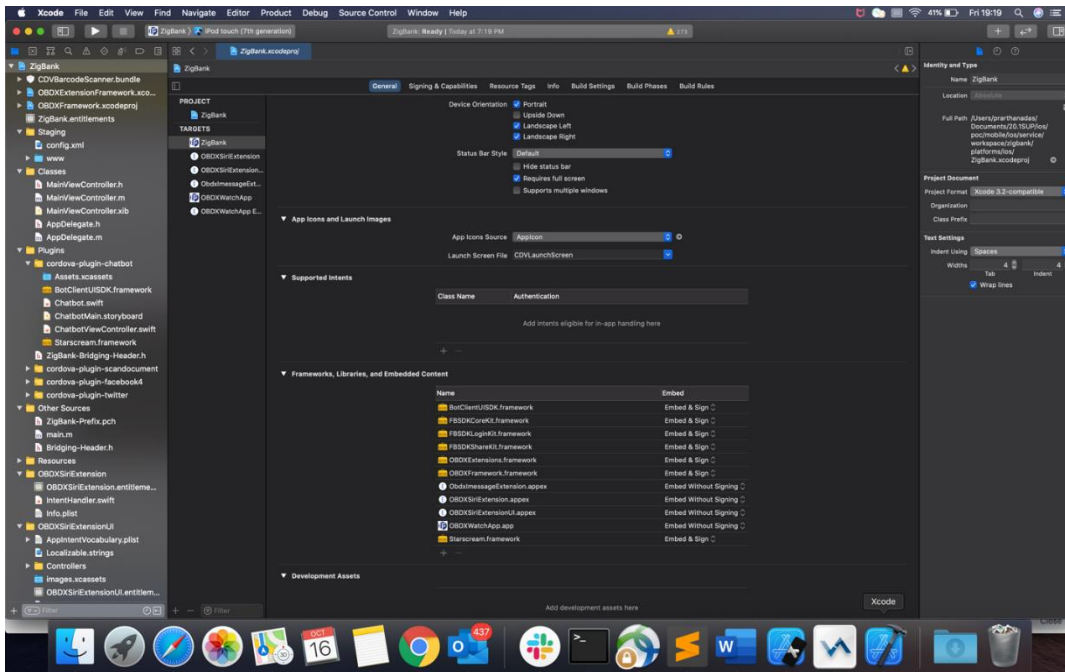 Xcode File Edit View Find Navigate Editor Product Debug Source Control Window Help 41% Fri 19:19
ZigBank iPod touch (7th generation) ZigBank: Ready | Today at 7:19 PM
ZigBank.xcodeproj
ZigBank
CDVBarcodeScanner.bundle
OBDXExtensionFramework.xco...
OBDXFramework.xcodeproj
ZigBank.entitlements
Staging
config.xml
www
Classes
MainViewController.h
MainViewController.m
MainViewController.xib
AppDelegate.h
AppDelegate.m
Plugins
cordova-plugin-chatbot
Assets.xcassets
BotClientUISDK.framework
Chatbot.swift
ChatbotMain.storyboard
ChatbotViewController.swift
Starscream.framework
ZigBank-Bridging-Header.h
cordova-plugin-scandocument
cordova-plugin-facebook4
cordova-plugin-twitter
Other Sources
ZigBank-Prefix.pch
main.m
Bridging-Header.h
Resources
OBDXSiriExtension
OBDXSiriExtension.entitleme...
IntentHandler.swift
Info.plist
OBDXSiriExtensionUI
AppIntentVocabulary.plist
Localizable.strings
Controllers
images.xcassets
OBDXSiriExtensionUI.entitlem...
Filter
ZigBank
General Signing & Capabilities Resource Tags Info Build Settings Build Phases Build Rules
PROJECT
ZigBank
TARGETS
ZigBank
OBDXSiriExtension
OBDXSiriExtension...
ObdxImessageExt...
OBDXWatchApp
OBDXWatchApp E...
Filter
Device Orientation Portrait
Upside Down
Landscape Left
Landscape Right
Status Bar Style Default
Hide status bar
Requires full screen
Supports multiple windows
App Icons and Launch Images
App Icons Source AppIcon
Launch Screen File CDVLaunchScreen
Supported Intents
Class Name Authentication
Add intents eligible for in-app handling here
Frameworks, Libraries, and Embedded Content
Name Embed
BotClientUISDK.framework Embed & Sign
FBSDKCoreKit.framework Embed & Sign
FBSDKLoginKit.framework Embed & Sign
FBSDKShareKit.framework Embed & Sign
OBDXExtensions.framework Embed & Sign
OBDXFramework.framework Embed & Sign
ObdxImessageExtension.appex Embed Without Signing
OBDXSiriExtension.appex Embed Without Signing
OBDXSiriExtensionUI.appex Embed Without Signing
OBDXWatchApp.app Embed Without Signing
Starscream.framework Embed & Sign
Development Assets
Add development assets here
Identity and Type
Name ZigBank
Location Absolute
Full Path /Users/prarthanadas/
Documents/20.1SUP/ios/
poc/mobile/ios/service/
workspace/zigbank/
platforms/ios/
ZigBank.xcodeproj
Project Document
Project Format Xcode 3.2-compatible
Organization
Class Prefix
Text Settings
Indent Using Spaces
Widths 4 4
Tab Indent
Wrap lines
Xcode
Close
OCT
16
437
W